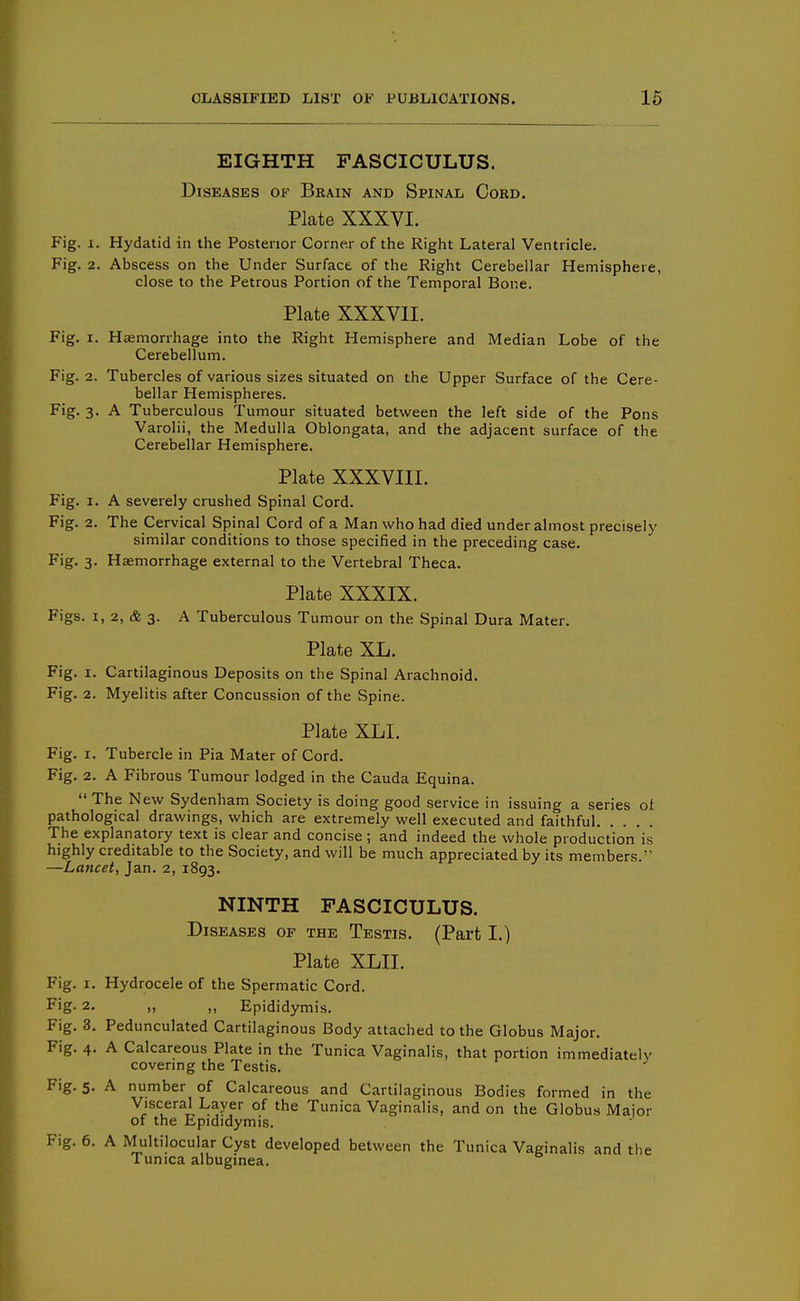 CLASSIFIED LIST OF PUBLICATIONS. 15
EIGHTH FASCICULUS.
Diseases of Brain and Spinal Cord.
Plate XXXVI.
Fig. 1. Hydatid in the Posterior Corner of the Right Lateral Ventricle.
Fig. 2. Abscess on the Under Surface of the Right Cerebellar Hemisphere,
close to the Petrous Portion of the Temporal Bone.
Plate XXXVII.
Fig. 1. Hæmorrhage into the Right Hemisphere and Median Lobe of the
Cerebellum.
Fig. 2. Tubercles of various sizes situated on the Upper Surface of the Cere-
bellar Hemispheres.
Fig. 3. A Tuberculous Tumour situated between the left side of the Pons
Varolii, the Medulla Oblongata, and the adjacent surface of the
Cerebellar Hemisphere.
Plate XXXVIII.
Fig. 1. A severely crushed Spinal Cord.
Fig. 2. The Cervical Spinal Cord of a Man who had died under almost precisely
similar conditions to those specified in the preceding case.
Fig. 3. Hæmorrhage external to the Vertebral Theca.
Plate XXXIX.
Figs. 1, 2, & 3. A Tuberculous Tumour on the Spinal Dura Mater.
Plate XL.
Fig. 1. Cartilaginous Deposits on the Spinal Arachnoid.
Fig. 2. Myelitis after Concussion of the Spine.
Plate XLI.
Fig. 1. Tubercle in Pia Mater of Cord.
Fig. 2. A Fibrous Tumour lodged in the Cauda Equina.
“The New Sydenham Society is doing good service in issuing a series of
pathological drawings, which are extremely well executed and faithful. . . . .
The explanatory text is clear and concise; and indeed the whole production is
highly creditable to the Society, and will be much appreciated by its members.”
—Lancet, Jan. 2, 1893.
NINTH FASCICULUS.
Diseases of the Testis. (Part I.)
Plate XLII.
Fig. 1. Hydrocele of the Spermatic Cord.
Fig. 2. ,, ,, Epididymis.
Fig. 3. Pedunculated Cartilaginous Body attached to the Globus Major.
Fig. 4. A Calcareous Plate in the Tunica Vaginalis, that portion immediately
covering the Testis.
Fig. 5. A number of Calcareous and Cartilaginous Bodies formed in the
Visceral Layer of the Tunica Vaginalis, and on the Globus Major
of the Epididymis.
Fig. 6. A Multilocular Cyst developed between the Tunica Vaginalis and the
Tunica albuginea.